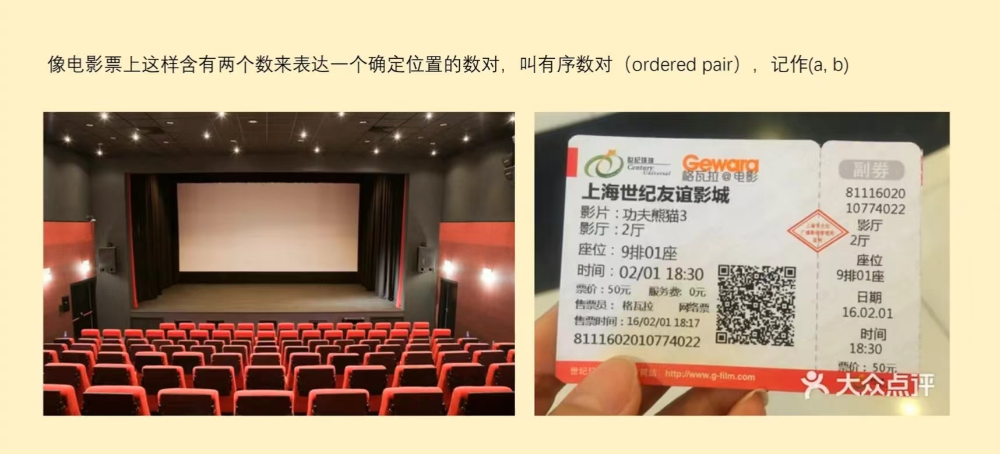 像电影票上这样含有两个数来表达一个确定位置的数对，叫有序数对（ordered pair），记作(a, b)
世纪环球
Century
Universal
Gewara
格瓦拉@电影
上海世纪友谊影城
影片：功夫熊猫3
影厅：2厅
座位：9排01座
时间：02/01 18:30
票价：50元 服务费：0元
售票员：格瓦拉 网络票
售票时间：16/02/01 18:17
8111602010774022
http://www.g-film.com
副券
81116020
10774022
影厅
2厅
座位
9排01座
日期
16.02.01
时间
18:30
票价：50元
大众点评